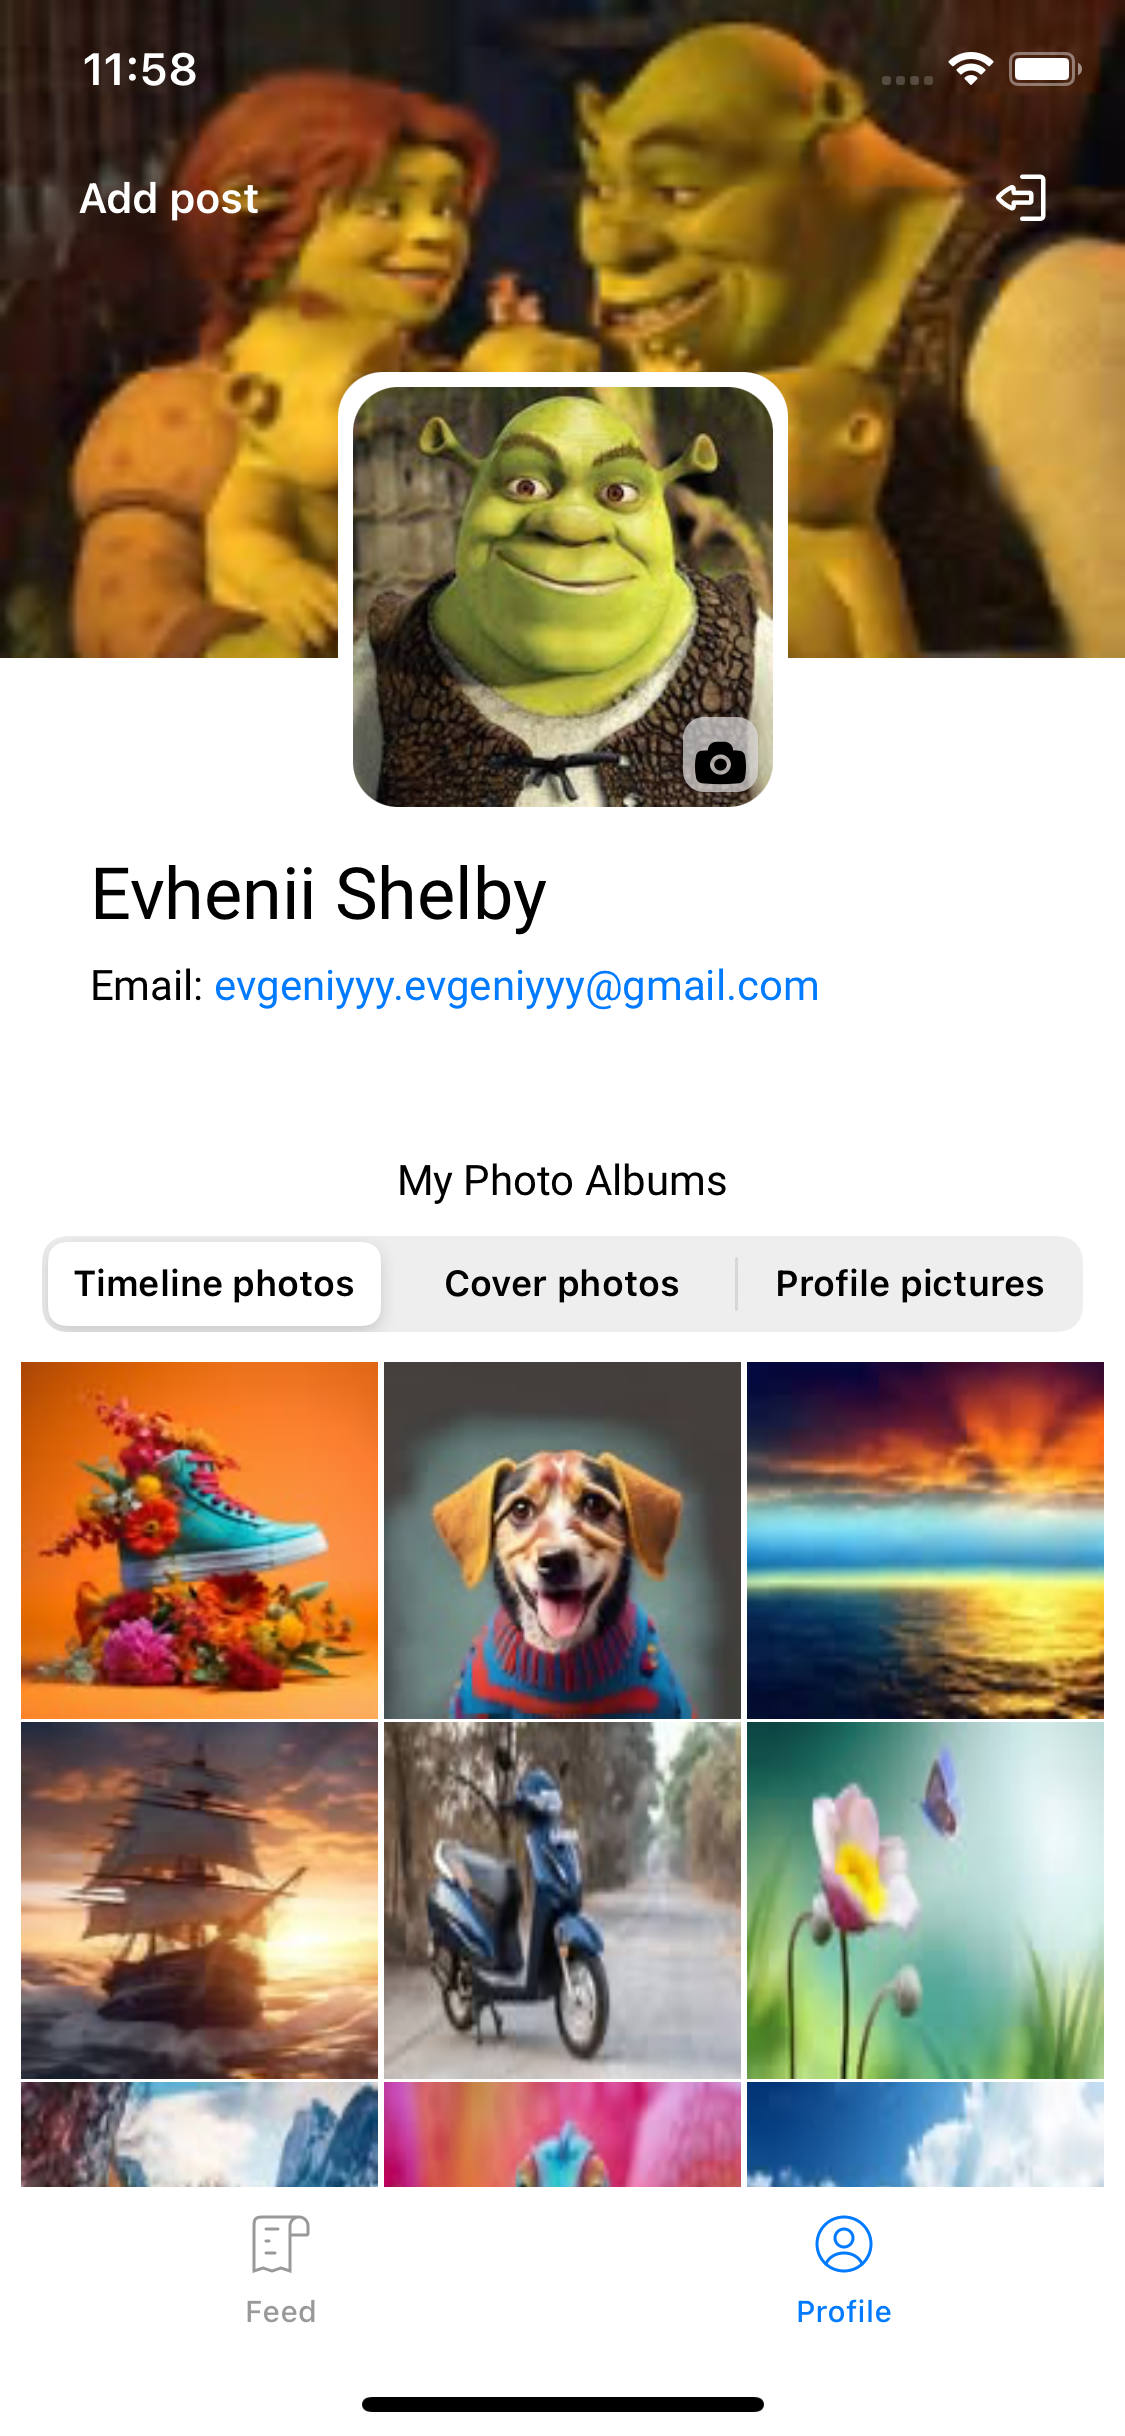 11:58
Add post
Evhenii Shelby
Email: evgeniyyy.evgeniyyy@gmail.com
My Photo Albums
Timeline photos Cover photos Profile pictures
Feed Profile